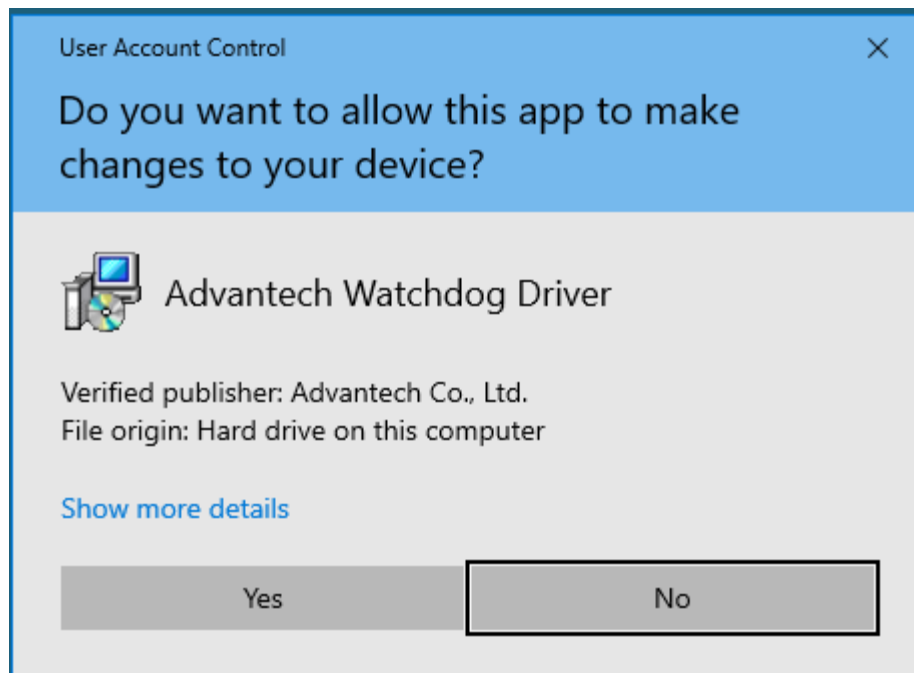 User Account Control
Do you want to allow this app to make
changes to your device?
Advantech Watchdog Driver
Verified publisher: Advantech Co., Ltd.
File origin: Hard drive on this computer
Show more details
Yes
No